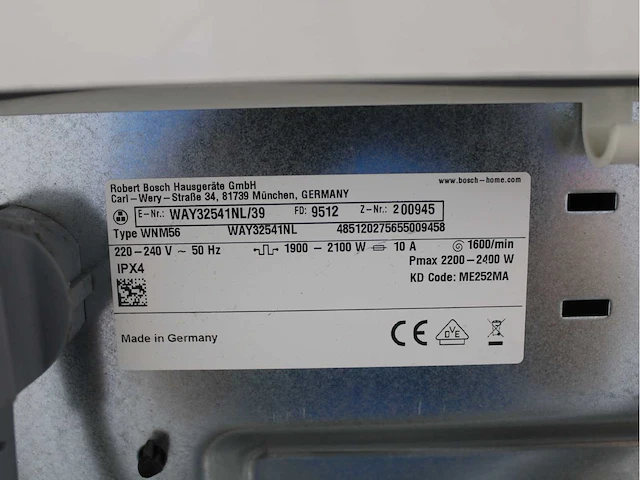 Robert Bosch Hausgeräte GmbH www.bosch-home.com
Carl-Wery-Straße 34, 81739 München, GERMANY
E-Nr.: WAY32541NL/39 FD: 9512 Z-Nr.: 200945
Type WNM56 WAY32541NL 485120275655009458
220-240 V ~ 50 Hz 1900-2100 W 10 A 1600/min
IPX4 Pmax 2200-2400 W
KD Code: ME252MA
Made in Germany CE DVE